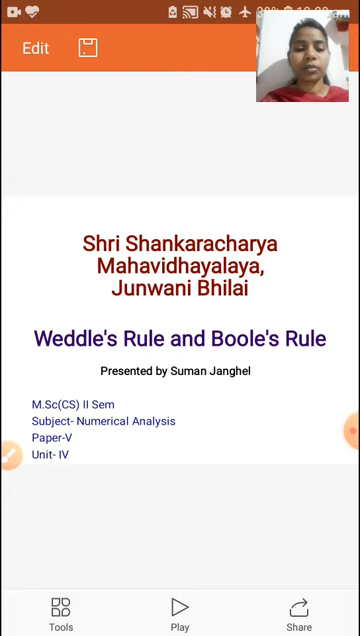 Edit
Shri Shankaracharya
Mahavidhayalaya,
Junwani Bhilai
Weddle's Rule and Boole's Rule
Presented by Suman Janghel
M.Sc(CS) II Sem
Subject- Numerical Analysis
Paper-V
Unit- IV
Tools
Play
Share